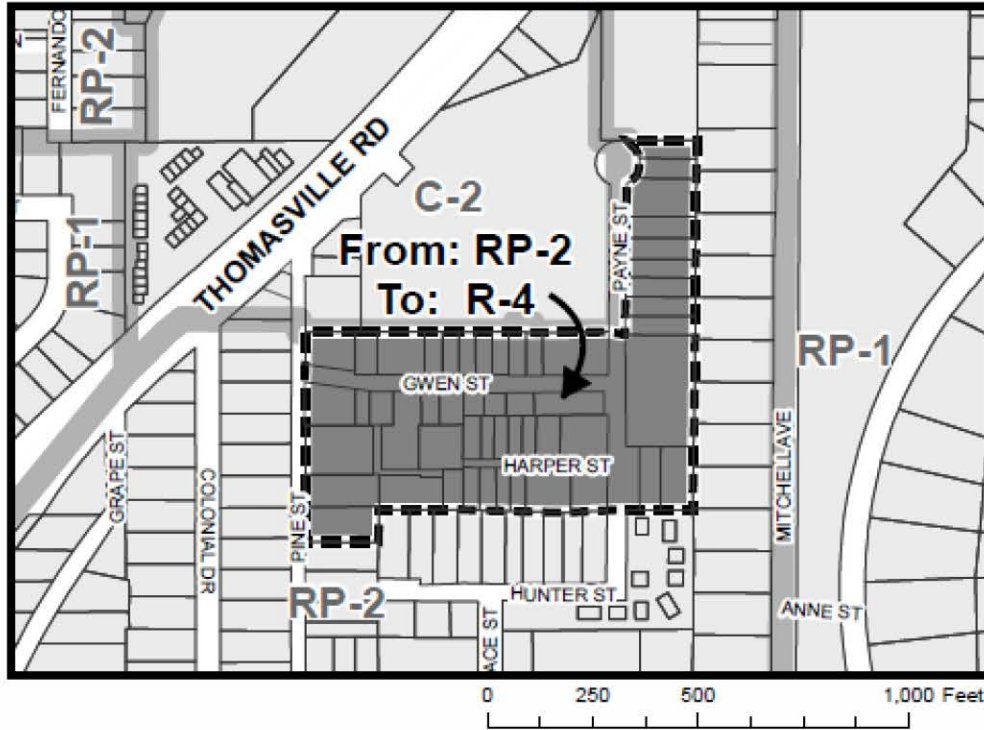 FERNANDO
RP-2
RP-1
THOMASVILLE RD
C-2
From: RP-2
To: R-4
PAYNE ST
GWEN ST
HARPER ST
RP-1
MITCHELL AVE
GRAPE ST
COLONIAL DR
PINE ST
RP-2
HUNTER ST
ACE ST
ANNE ST
0 250 500 1,000 Feet